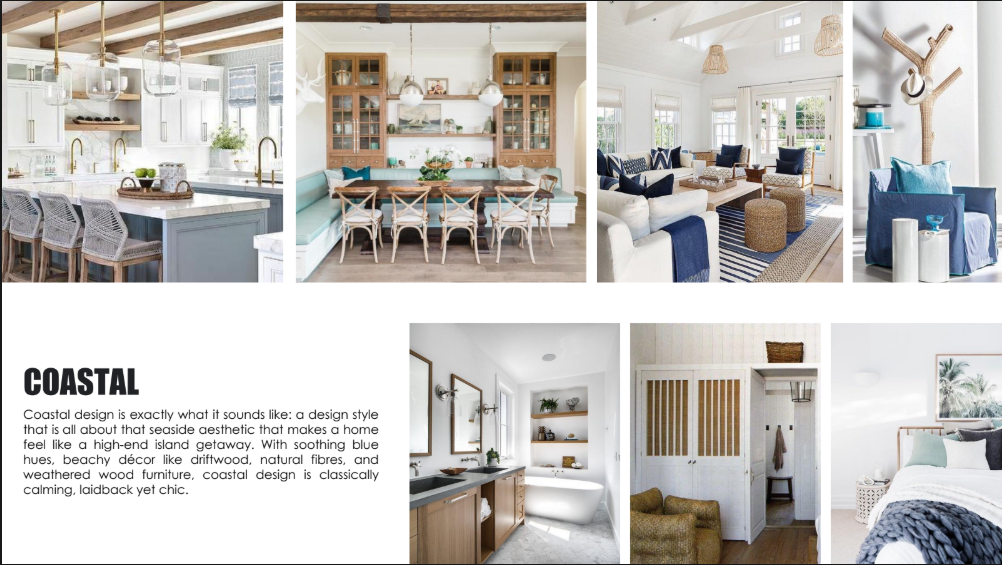 COASTAL
Coastal design is exactly what it sounds like: a design style
that is all about that seaside aesthetic that makes a home
feel like a high-end island getaway. With soothing blue
hues, beachy décor like driftwood, natural fibres, and
weathered wood furniture, coastal design is classically
calming, laidback yet chic.